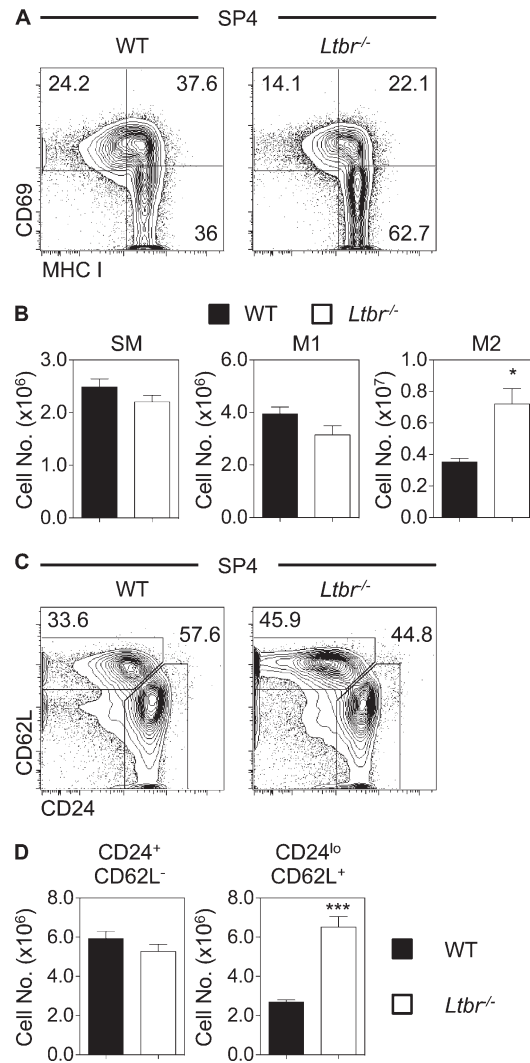 A
SP4
WT Ltbr-/-
24.2 37.6 14.1 22.1
CD69
36 62.7
MHC I
B
WT Ltbr-/-
SM M1 M2
Cell No. (x10⁶) 3.0 2.0 1.0 0.0
Cell No. (x10⁶) 6.0 4.0 2.0 0.0
Cell No. (x10⁷) 1.0 0.8 0.6 0.4 0.2 0.0
*
C
SP4
WT Ltbr-/-
33.6 57.6 45.9 44.8
CD62L
CD24
D
CD24⁺ CD24lo
CD62L⁻ CD62L⁺
Cell No. (x10⁶) 8.0 6.0 4.0 2.0 0.0
Cell No. (x10⁶) 8.0 6.0 4.0 2.0 0.0
***
WT
Ltbr-/-